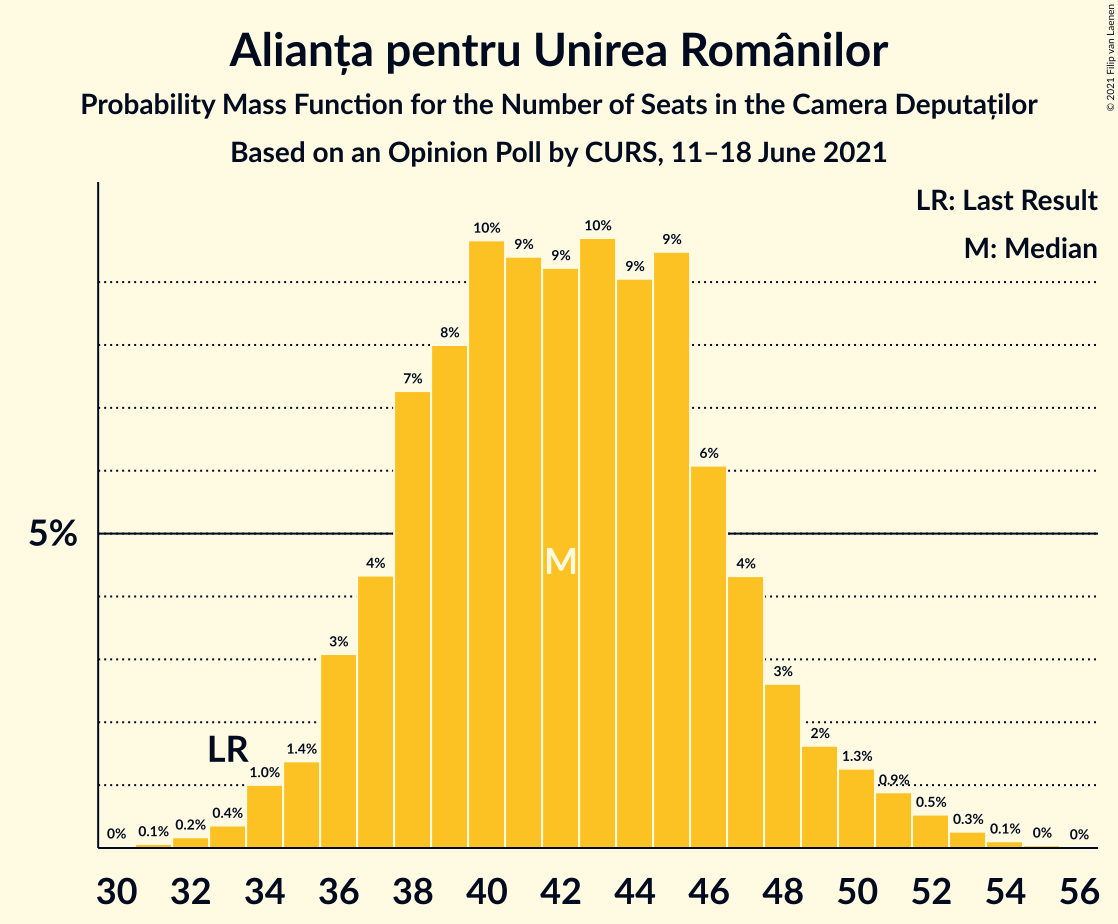 Alianța pentru Unirea Românilor
Probability Mass Function for the Number of Seats in the Camera Deputaților
Based on an Opinion Poll by CURS, 11–18 June 2021
© 2021 Filip van Laenen
LR: Last Result
M: Median
10% 9% 9% 10% 9% 9%
8%
7%
6%
5%
M
4% 4%
3% 3%
LR
2%
1.4% 1.3%
1.0% 0.9%
0% 0.1% 0.2% 0.4% 0.5% 0.3% 0.1% 0% 0%
30 32 34 36 38 40 42 44 46 48 50 52 54 56